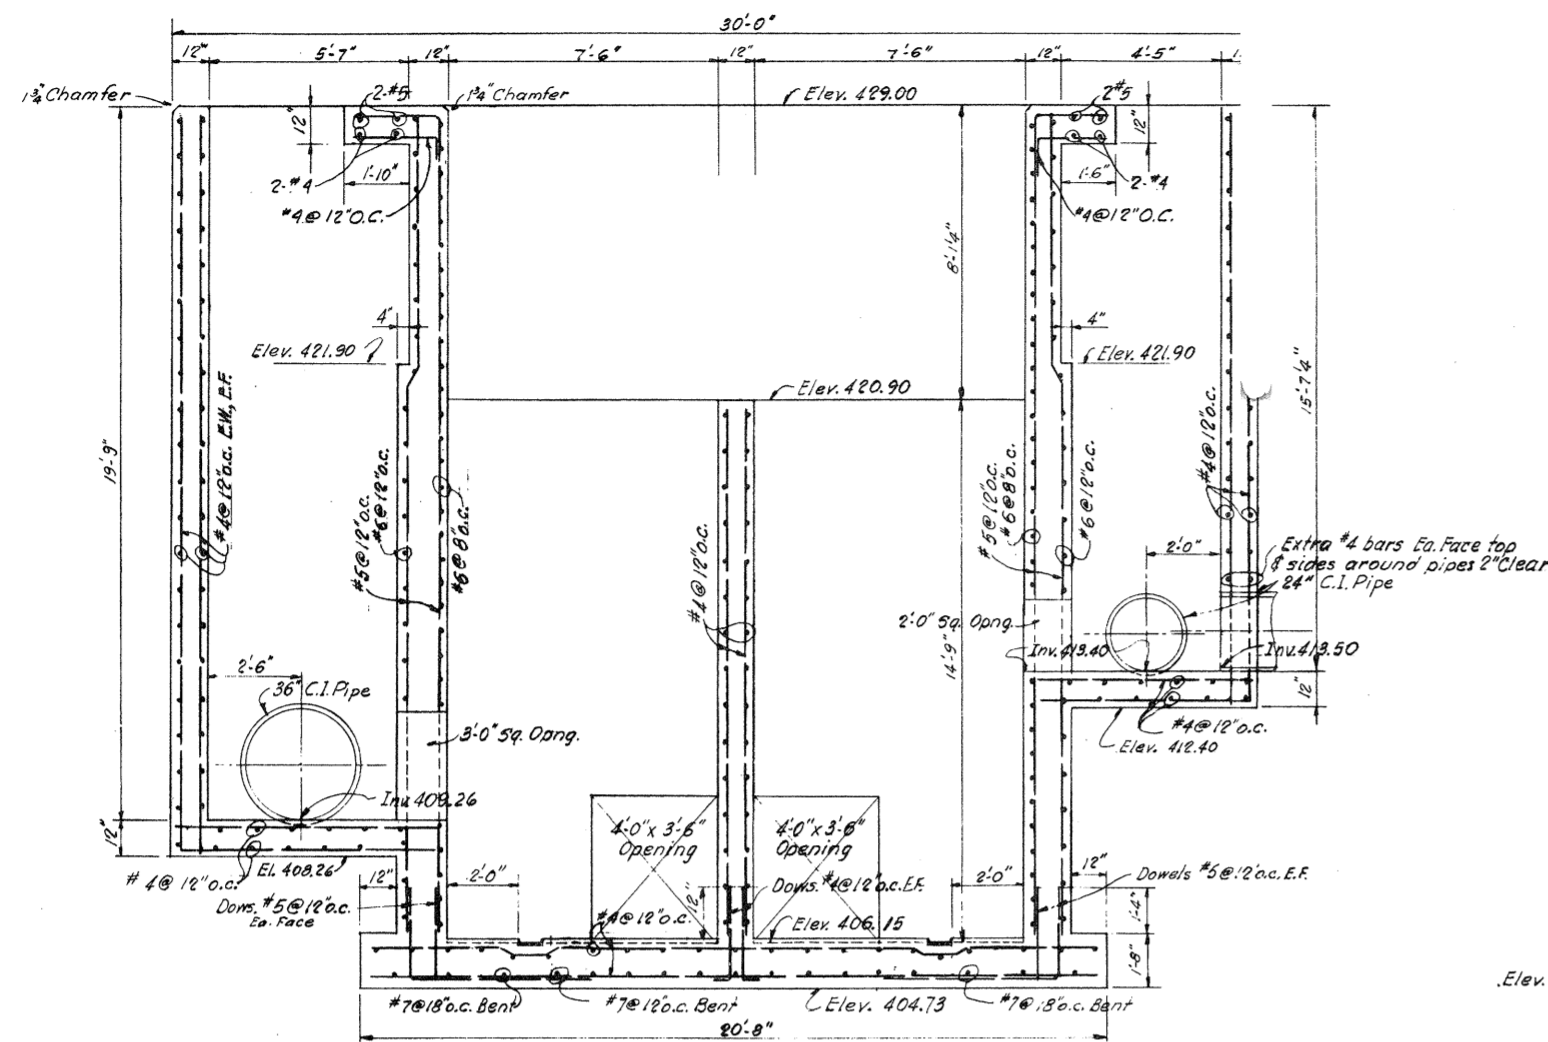 30'-0"
12" 5'-7" 12" 7'-6" 12" 7'-6" 12" 4'-5"
1¾" Chamfer
2-#5
1¾" Chamfer
Elev. 429.00
2#5
12"
12"
1'-10"
1'-6"
2-#4
2-#4
#4@12"O.C.
#4@12"O.C.
8'-1¼"
4"
4"
Elev. 421.90
Elev. 421.90
15'-7¼"
Elev. 420.90
19'-9"
#4@12"o.c. E.W., E.F.
#5@12"o.c.
#6@12"o.c.
#6@8"o.c.
#4@12"o.c.
#5@12"o.c.
#6@8"o.c.
#6@12"o.c.
#4@12"o.c.
2'-0"
Extra #4 bars Ea. Face top
¢ sides around pipes 2"Clear
24" C.I. Pipe
2'-0" Sq. Opng.
Inv. 413.40
Inv. 413.50
14'-9"
2'-6"
36" C.I. Pipe
12"
3'-0" Sq. Opng.
#4@12"o.c.
Elev. 412.40
Inv. 409.26
12"
4'-0" x 3'-6"
Opening
4'-0" x 3'-6"
Opening
#4@12"o.c.
El. 408.26
12"
2'-0"
12"
2'-0"
12"
Dows. #4@12"o.c. E.F.
Dowels #5@12"o.c. E.F.
Dows. #5@12"o.c.
Ea. Face
#4@12"o.c.
Elev. 406.15
1'-4"
1'-8"
#7@18"o.c. Bent
#7@12"o.c. Bent
Elev. 404.73
#7@18"o.c. Bent
20'-8"
Elev.